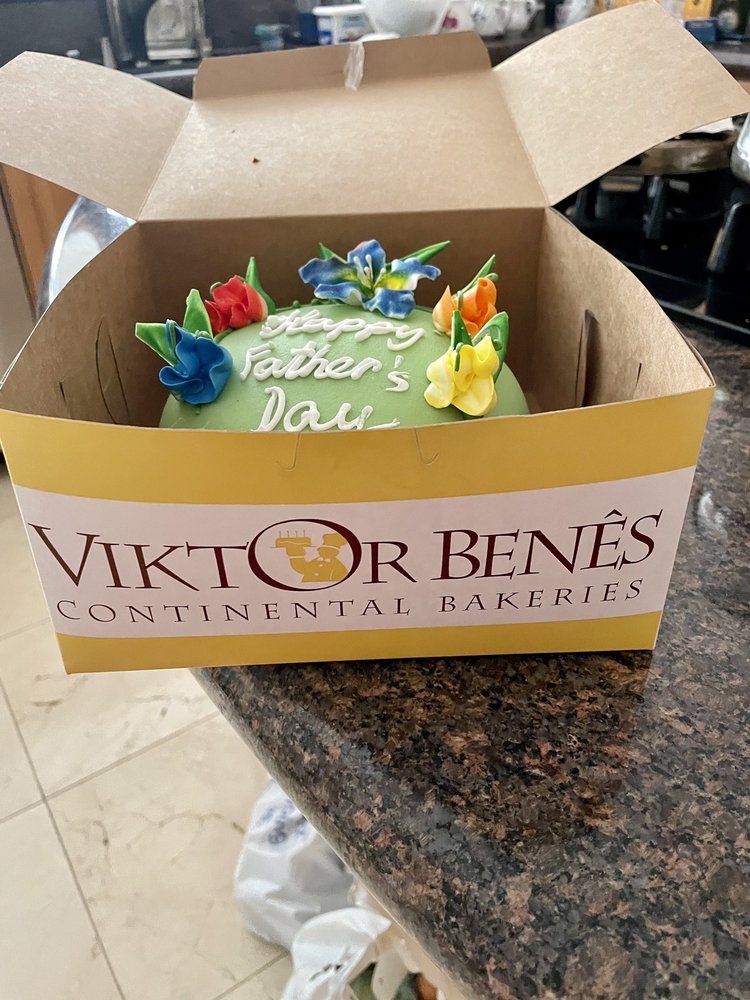 Happy
Father's
Day
VIKTOR BENÊS
CONTINENTAL BAKERIES